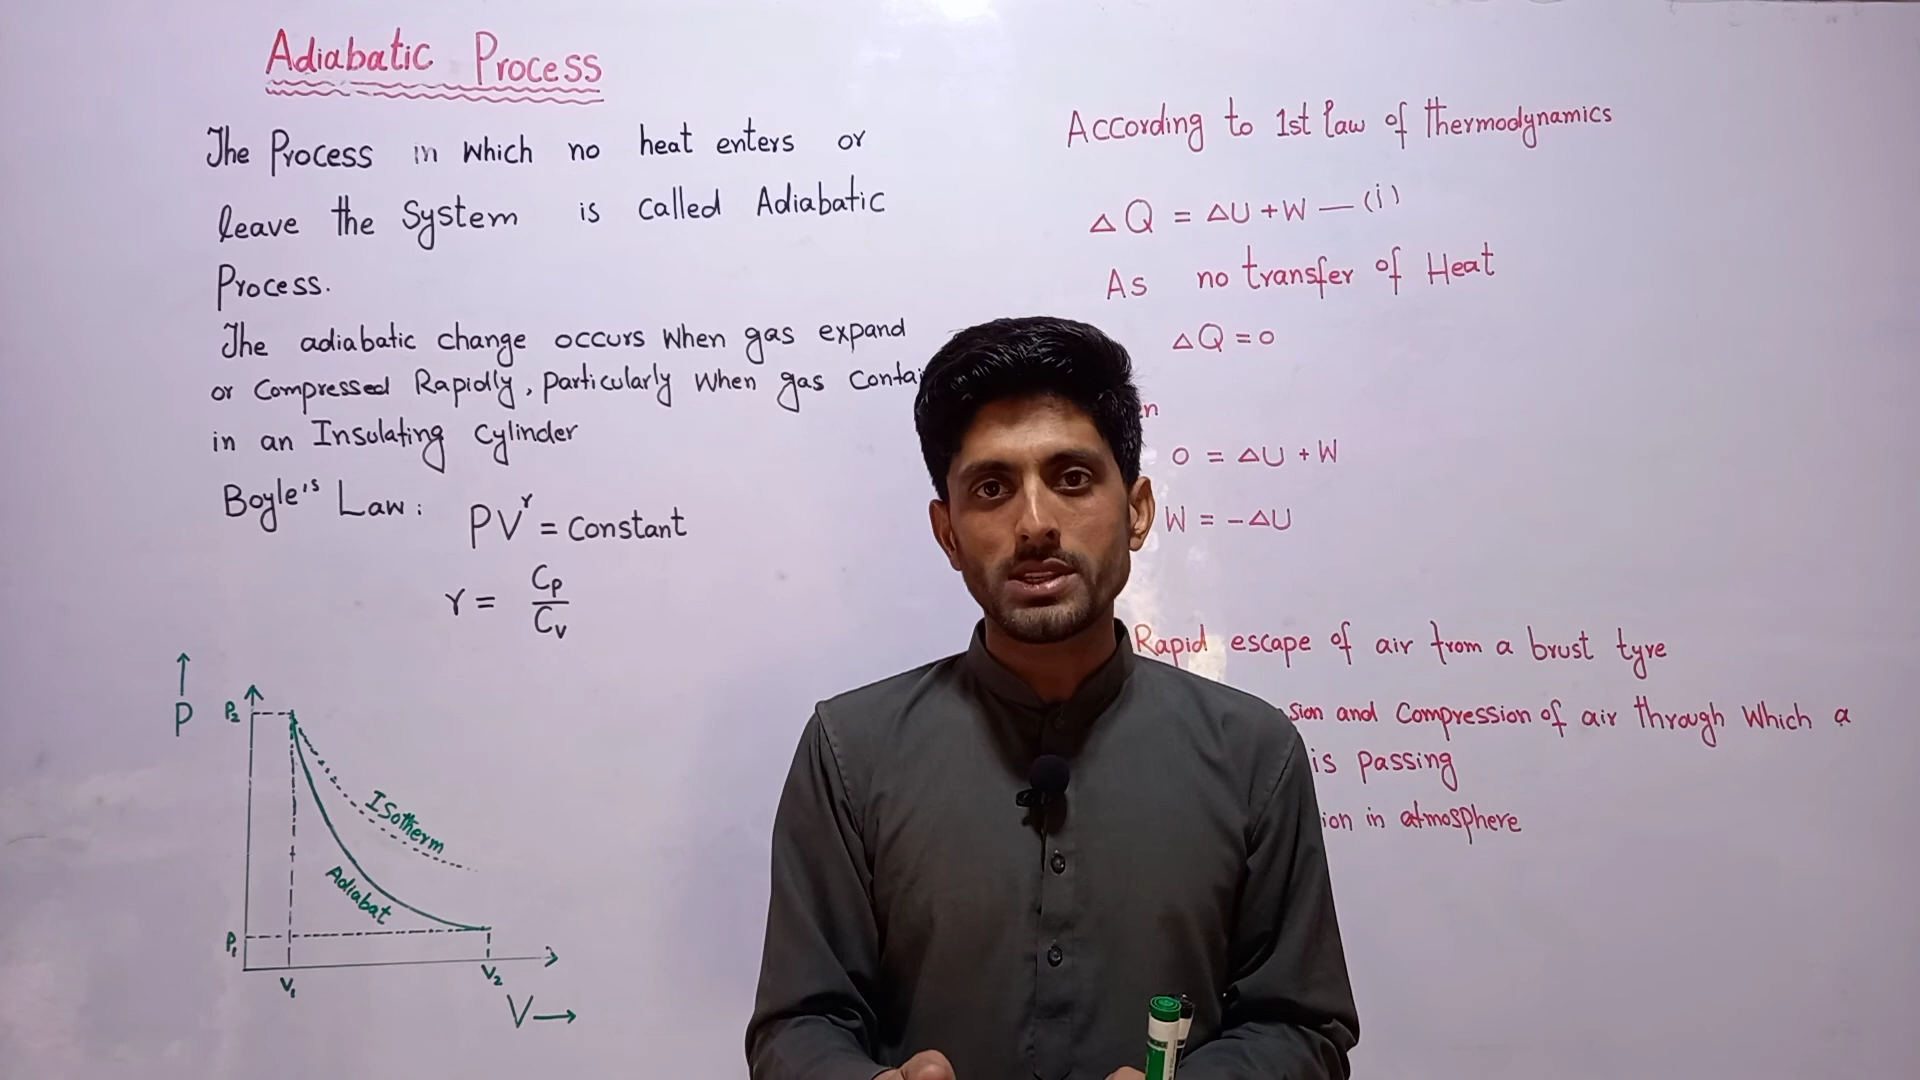 Adiabatic Process
The Process in which no heat enters or
leave the System is called Adiabatic
Process.
The adiabatic change occurs when gas expand
or Compressed Rapidly, particularly when gas Contai
in an Insulating Cylinder
Boyle's Law: PV^γ = Constant
γ = Cp/Cv
P
P₂
Isotherm
Adiabat
P₁
V₁ V₂
V
According to 1st law of thermodynamics
ΔQ = ΔU + W — (i)
As no transfer of Heat
ΔQ = 0
en
0 = ΔU + W
W = -ΔU
Rapid escape of air from a brust tyre
sion and Compression of air through which a
is passing
ion in atmosphere